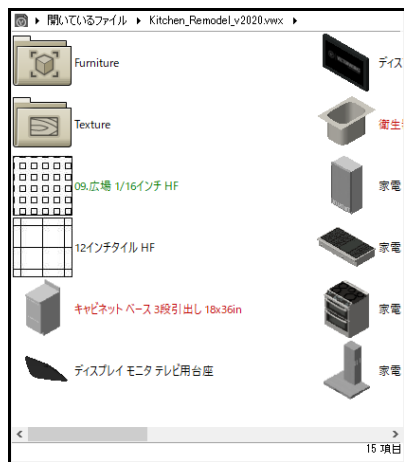 開いているファイル ▸ Kitchen_Remodel_v2020.vwx ▸
Furniture
Texture
09.広場 1/16インチ HF
12インチタイル HF
キャビネット ベース 3段引出し 18x36in
ディスプレイ モニタ テレビ用台座
ディス
衛生
家電
家電
家電
家電
15 項目